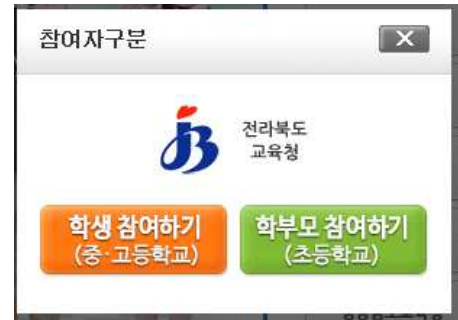 참여자구분
전라북도
교육청
학생 참여하기
(중·고등학교)
학부모 참여하기
(초등학교)